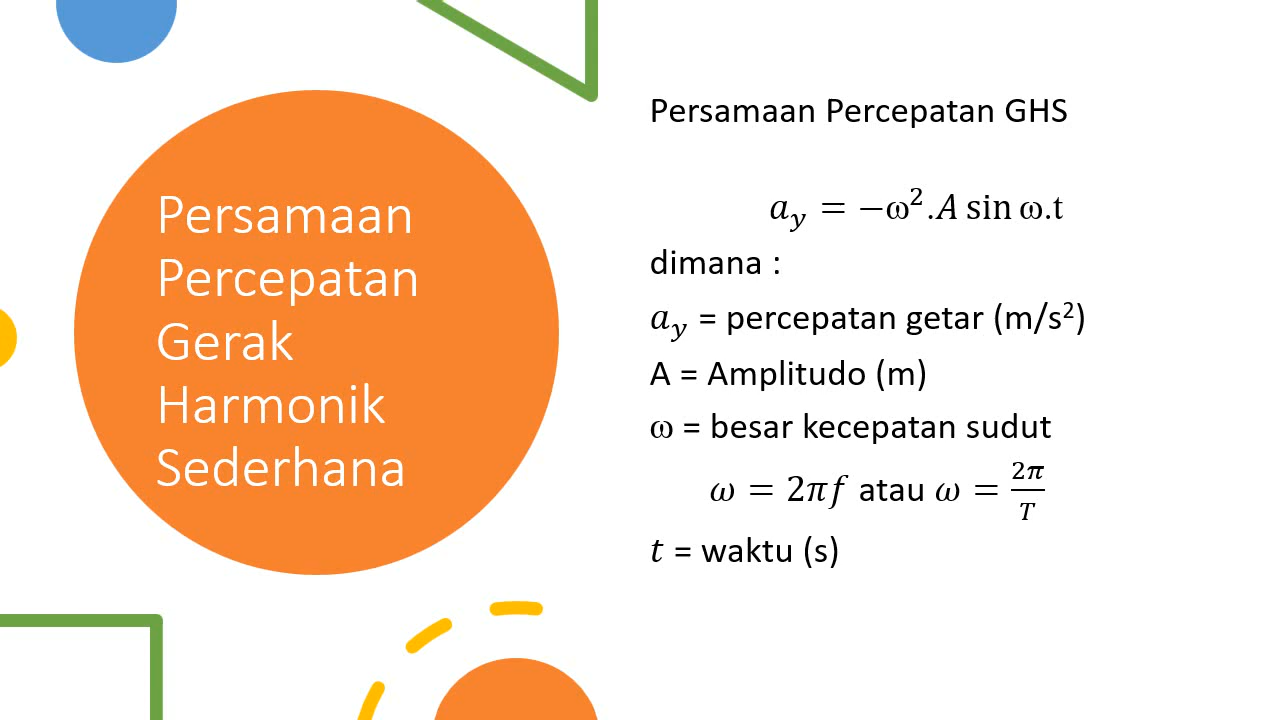 Persamaan
Percepatan
Gerak
Harmonik
Sederhana
Persamaan Percepatan GHS
a_y = −ω².A sin ω.t
dimana :
a_y = percepatan getar (m/s²)
A = Amplitudo (m)
ω = besar kecepatan sudut
ω = 2πf atau ω = 2π/T
t = waktu (s)